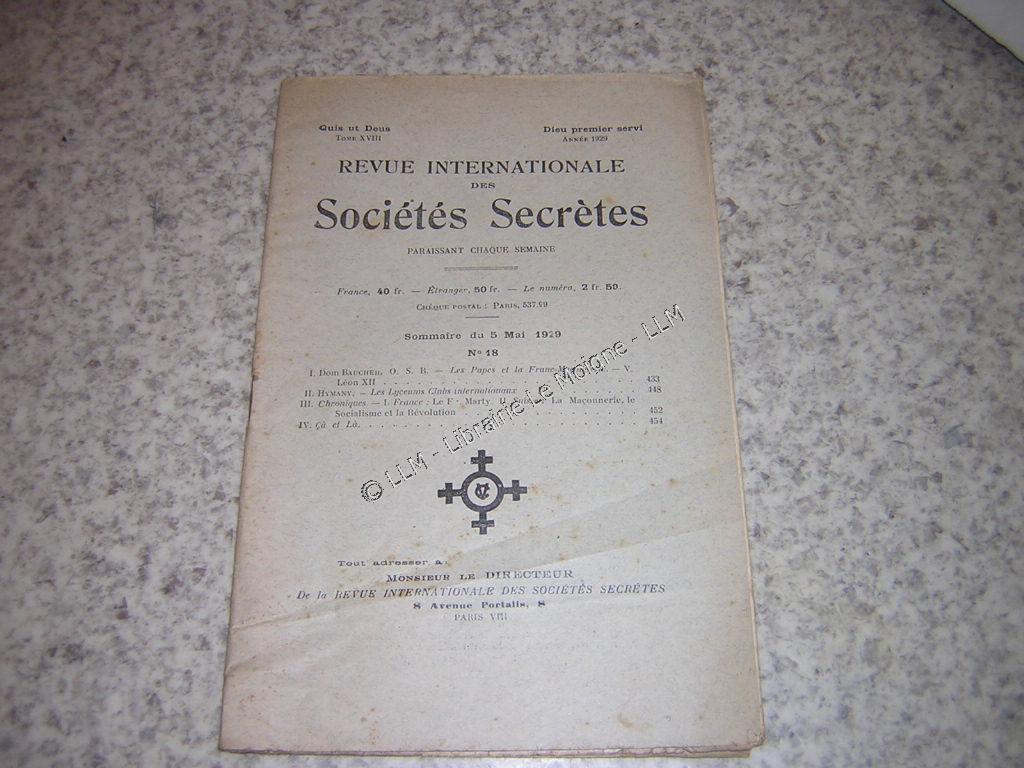 Quis ut Deus Dieu premier servi
TOME XVIII ANNÉE 1929
REVUE INTERNATIONALE
DES
Sociétés Secrètes
PARAISSANT CHAQUE SEMAINE
France, 40 fr. — Étranger, 50 fr. — Le numéro, 2 fr. 50.
CHÈQUE POSTAL : PARIS, 537.29
Sommaire du 5 Mai 1929
No 18
I. Dom BAUCHER, O. S. B. — Les Papes et la — V.
Léon XII 433
II. HYMANY. — Les Lyceums Clubs internationaux 448
III. Chroniques. — I. France : Le F∴ Marty. II. La Maçonnerie, le
Socialisme et la Révolution 452
IV. Çà et Là. 454
© LLM - Librairie Le Moigne - LLM
Tout adresser à
MONSIEUR LE DIRECTEUR
De la REVUE INTERNATIONALE DES SOCIÉTÉS SECRÈTES
8 Avenue Portalis, 8
PARIS VIII